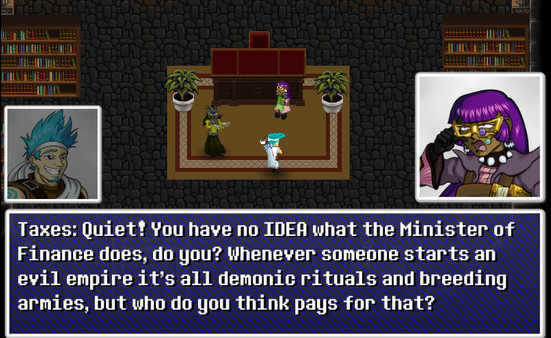 Taxes: Quiet! You have no IDEA what the Minister of
Finance does, do you? Whenever someone starts an
evil empire it's all demonic rituals and breeding
armies, but who do you think pays for that?